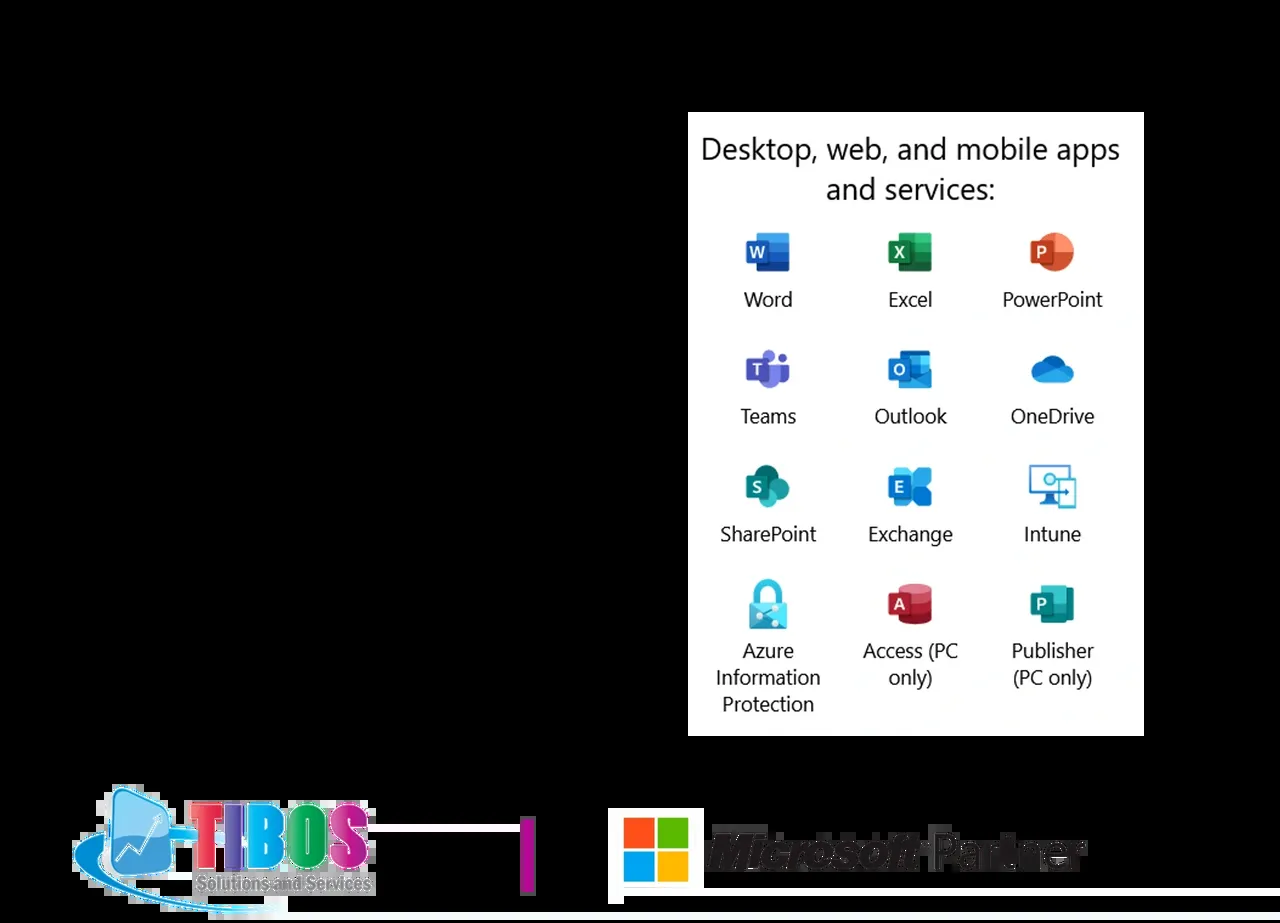 Desktop, web, and mobile apps
and services:
Word Excel PowerPoint
Teams Outlook OneDrive
SharePoint Exchange Intune
Azure Access (PC Publisher
Information only) (PC only)
Protection
TIBOS
Solutions and Services
Microsoft Partner